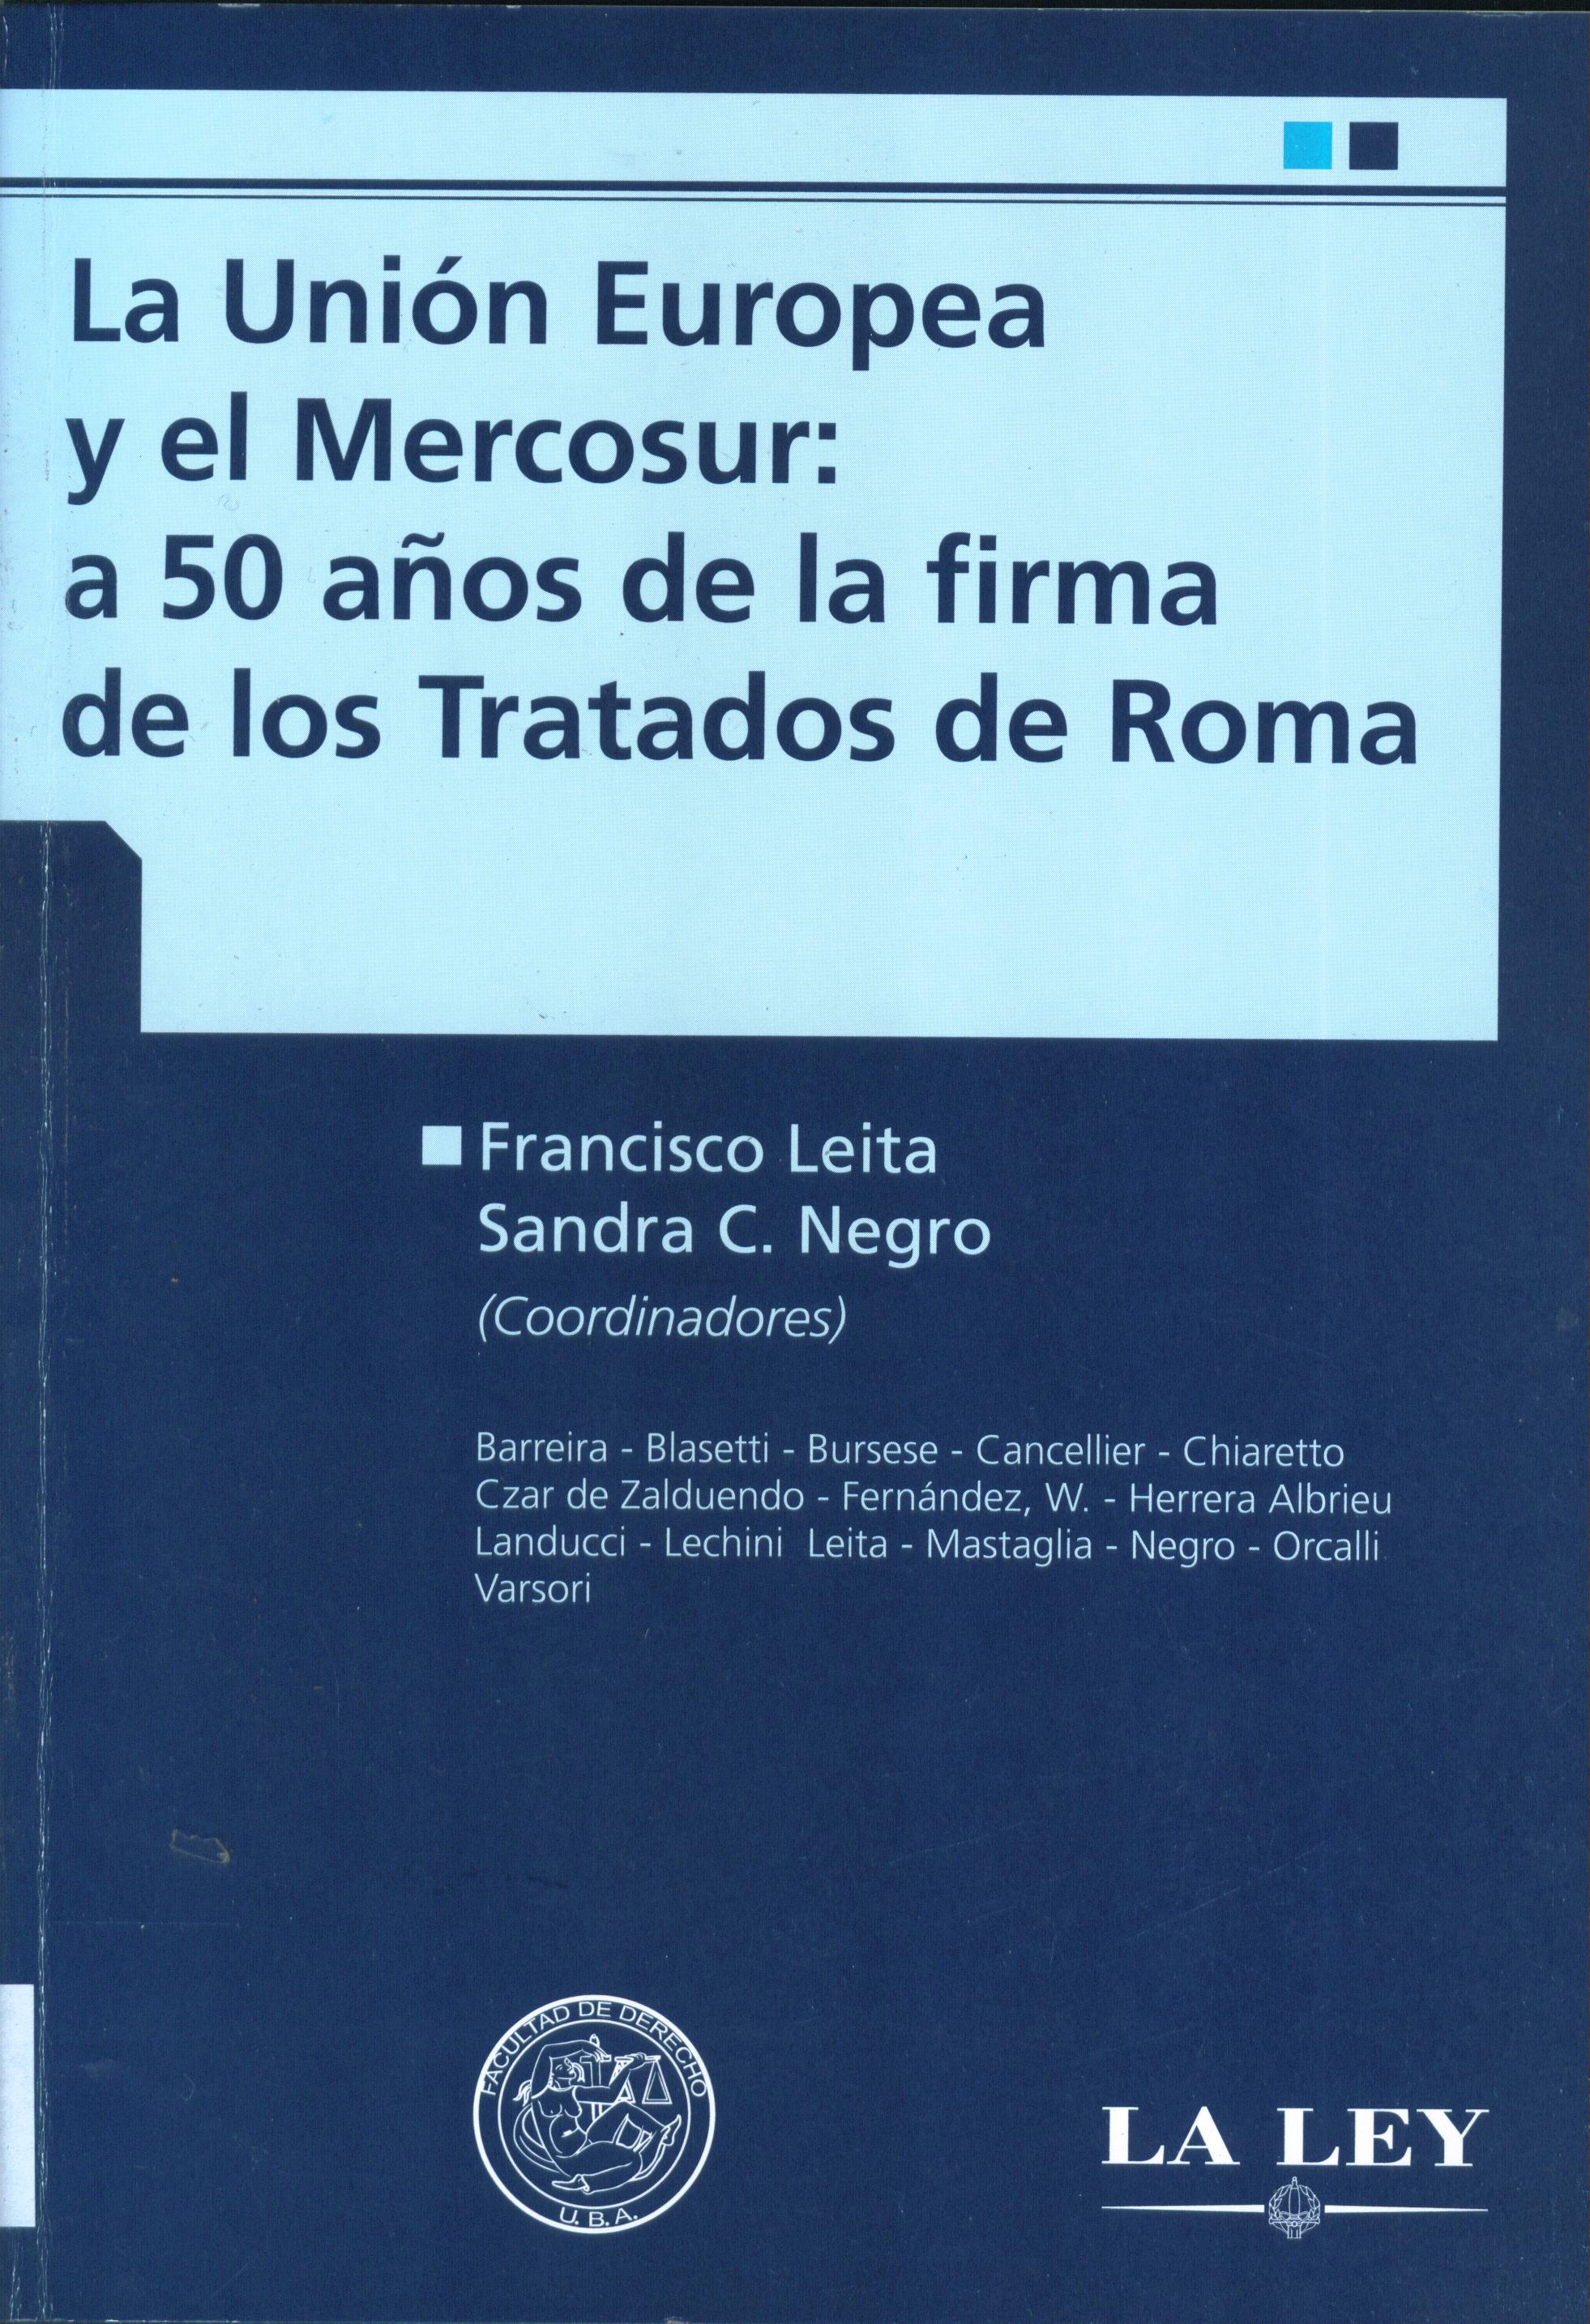 La Unión Europea
y el Mercosur:
a 50 años de la firma
de los Tratados de Roma
Francisco Leita
Sandra C. Negro
(Coordinadores)
Barreira - Blasetti - Bursese - Cancellier - Chiaretto
Czar de Zalduendo - Fernández, W. - Herrera Albrieu
Landucci - Lechini Leita - Mastaglia - Negro - Orcalli
Varsori
FACULTAD DE DERECHO
U.B.A.
LA LEY